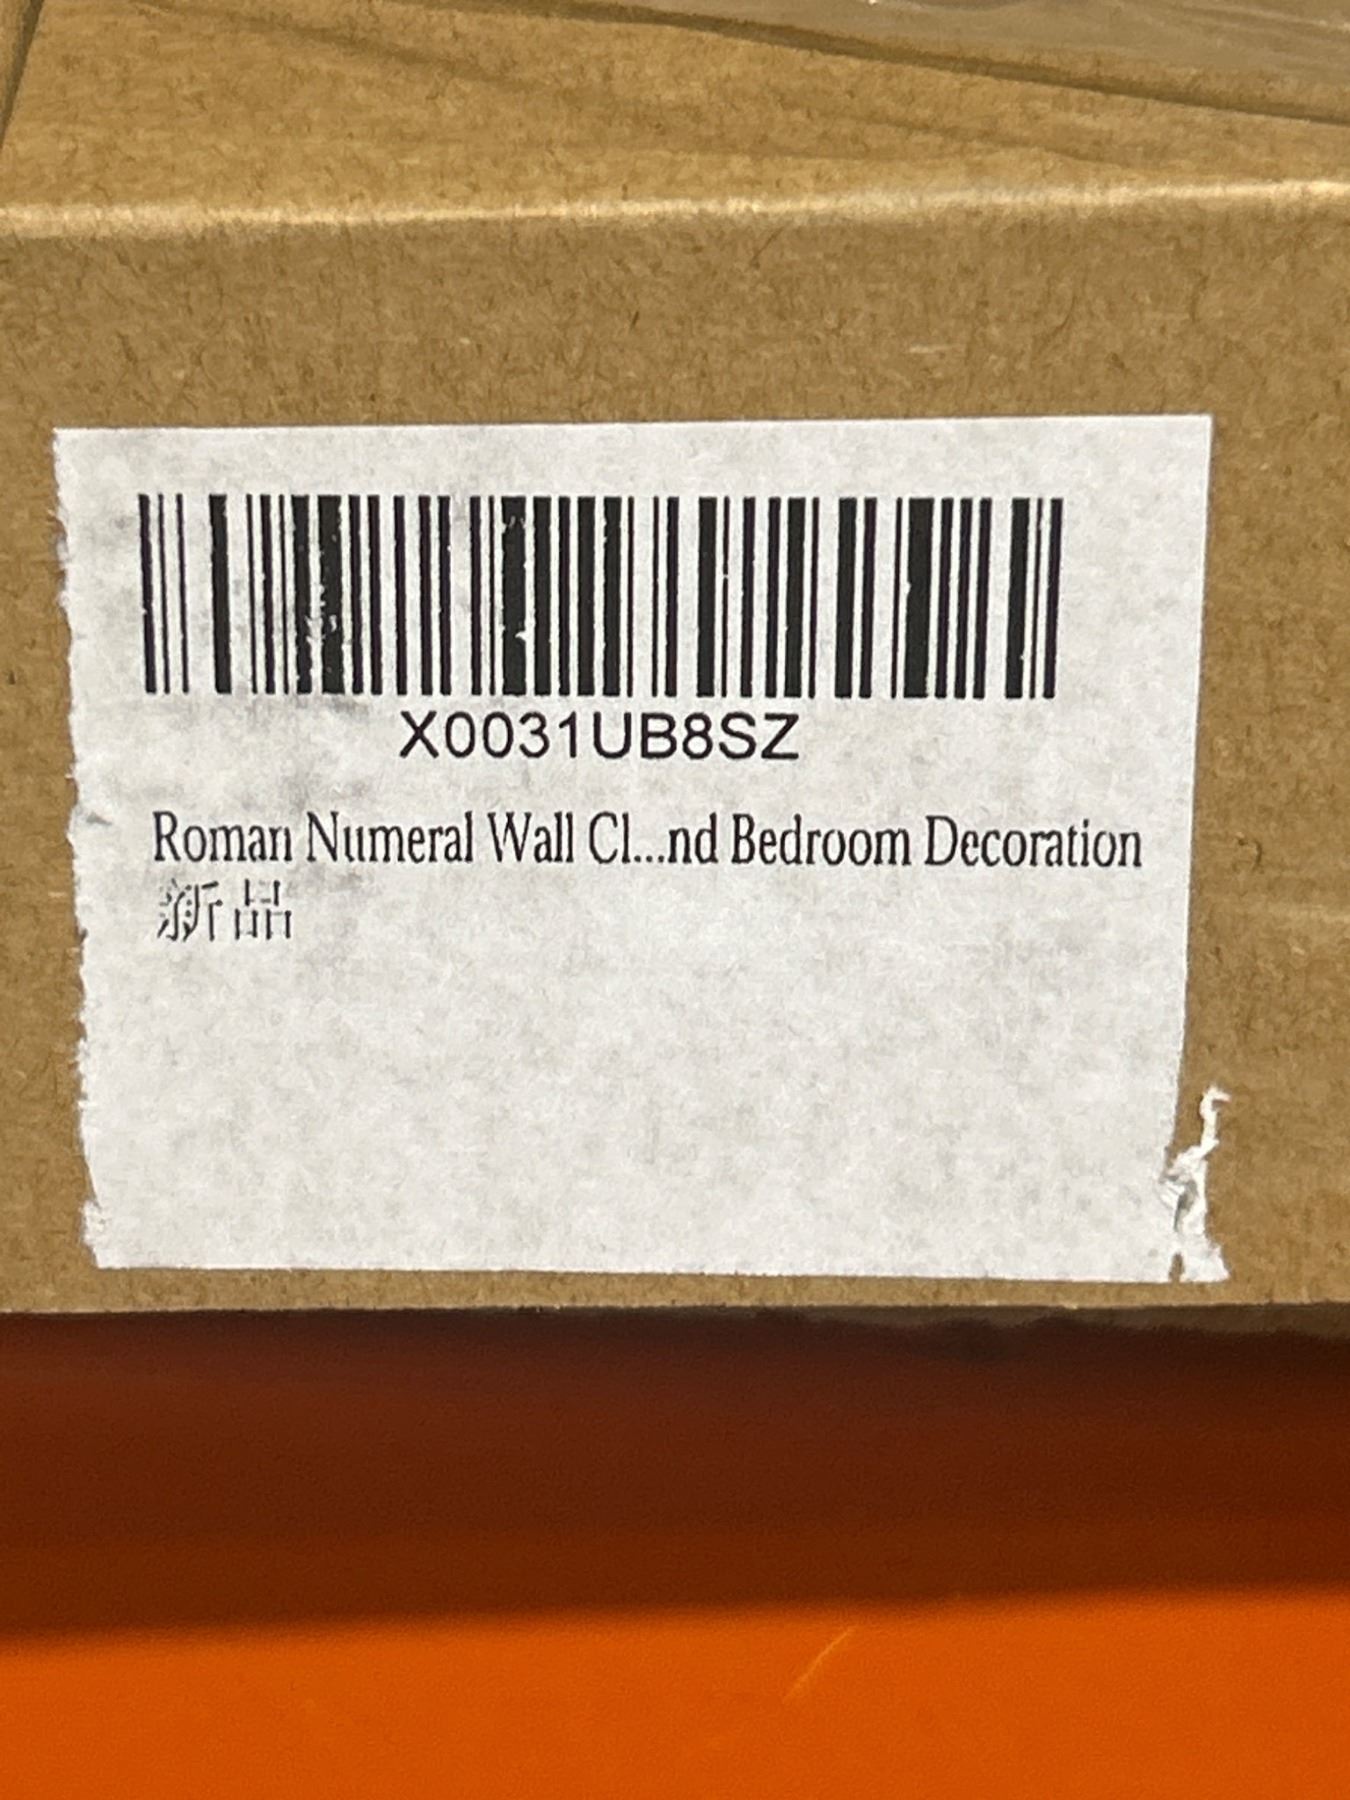 X0031UB8SZ
Roman Numeral Wall Cl...nd Bedroom Decoration
新品